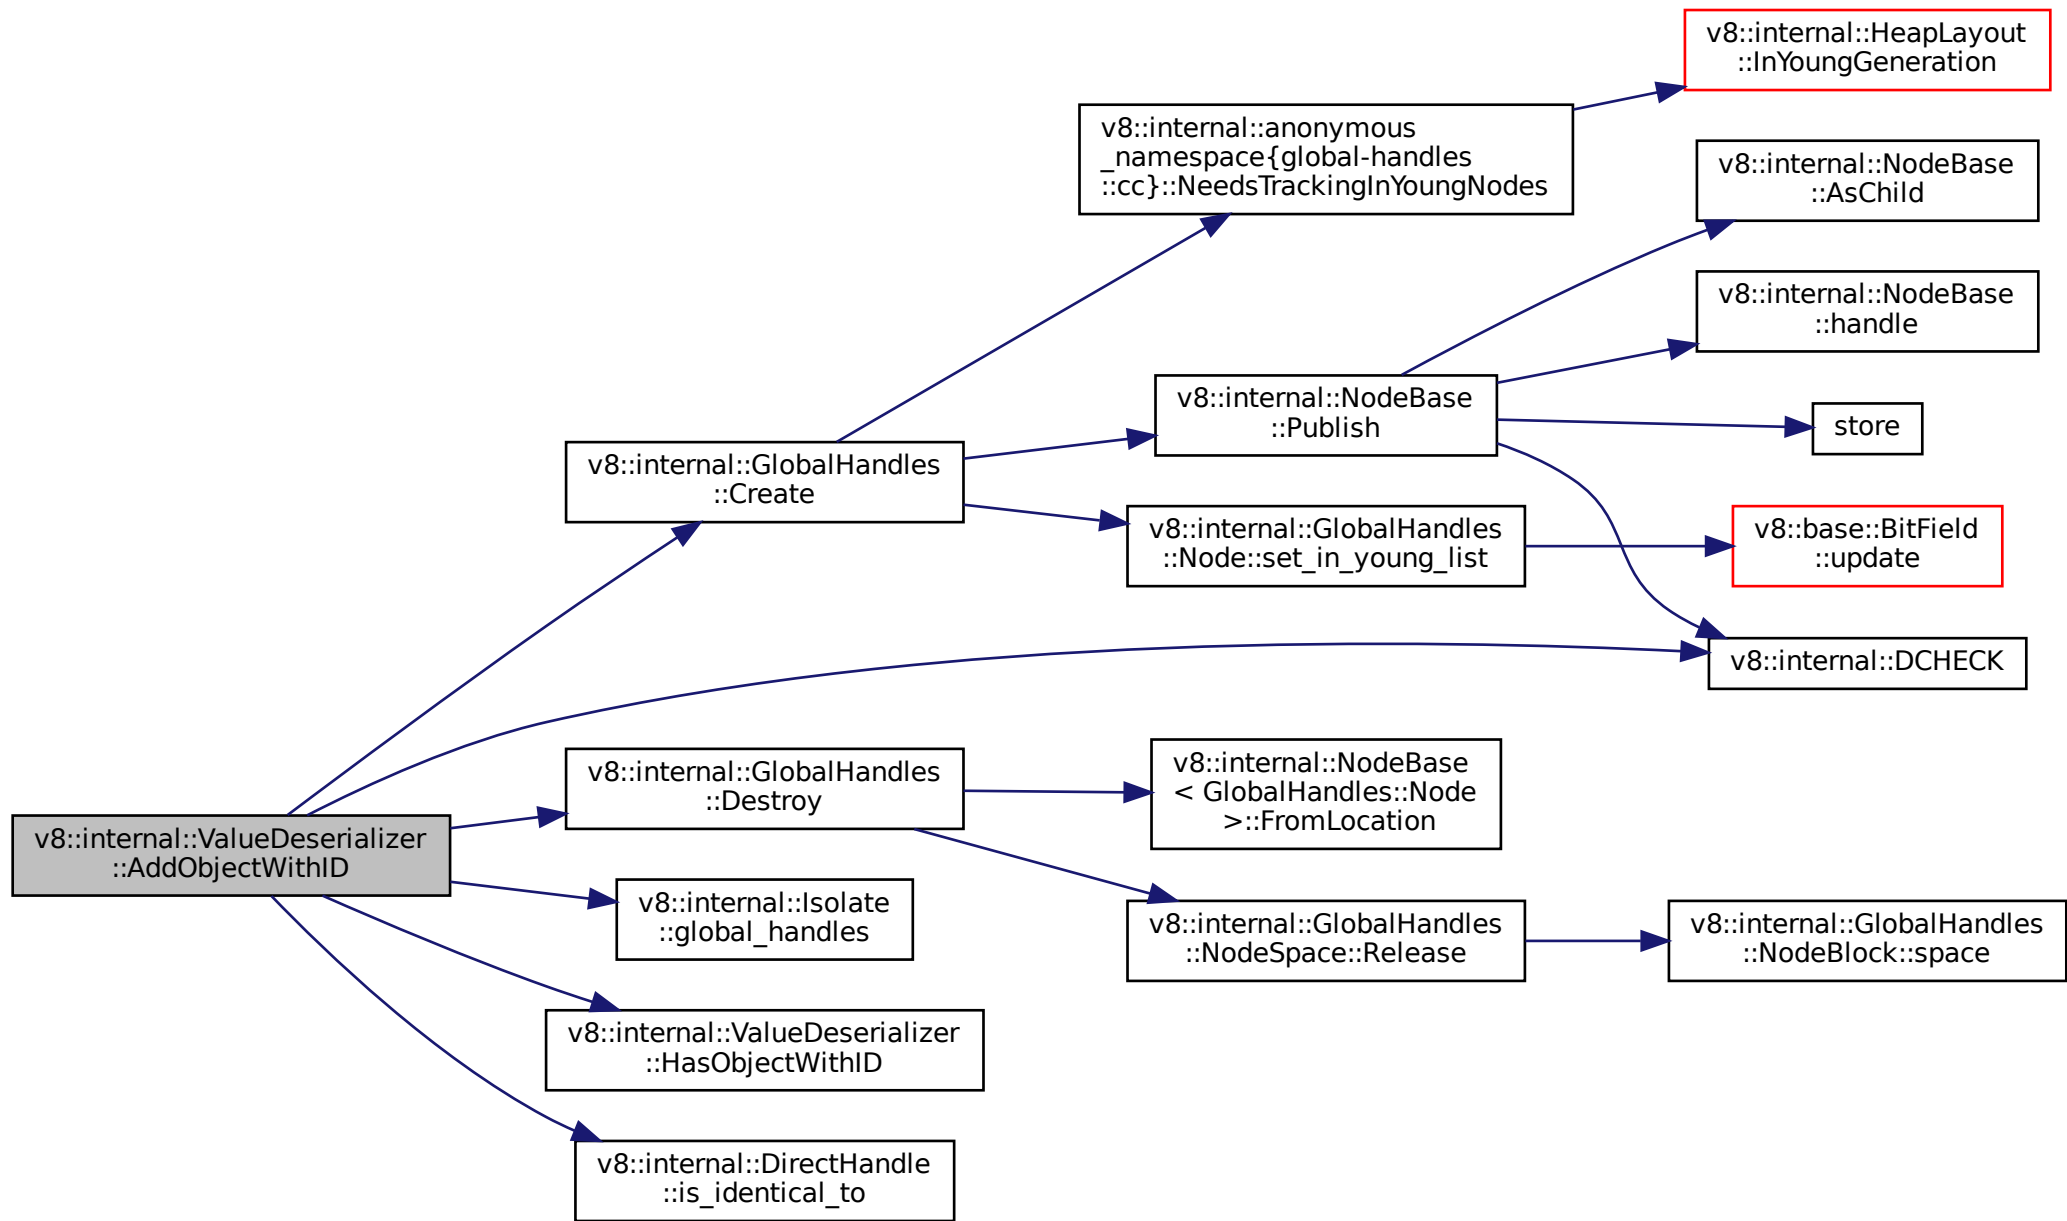 v8::internal::ValueDeserializer
::AddObjectWithID
v8::internal::GlobalHandles
::Create
v8::internal::anonymous
_namespace{global-handles
::cc}::NeedsTrackingInYoungNodes
v8::internal::HeapLayout
::InYoungGeneration
v8::internal::NodeBase
::Publish
v8::internal::NodeBase
::AsChild
v8::internal::NodeBase
::handle
store
v8::internal::GlobalHandles
::Node::set_in_young_list
v8::base::BitField
::update
v8::internal::DCHECK
v8::internal::GlobalHandles
::Destroy
v8::internal::NodeBase
< GlobalHandles::Node
>::FromLocation
v8::internal::GlobalHandles
::NodeSpace::Release
v8::internal::GlobalHandles
::NodeBlock::space
v8::internal::Isolate
::global_handles
v8::internal::ValueDeserializer
::HasObjectWithID
v8::internal::DirectHandle
::is_identical_to